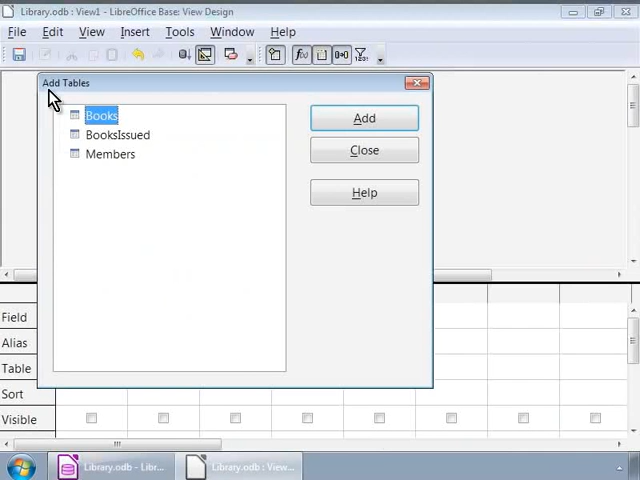 Library.odb : View1 - LibreOffice Base: View Design
File Edit View Insert Tools Window Help
Add Tables
Books
BooksIssued
Members
Add
Close
Help
Field
Alias
Table
Sort
Visible
Library.odb - Libr...
Library.odb : View...